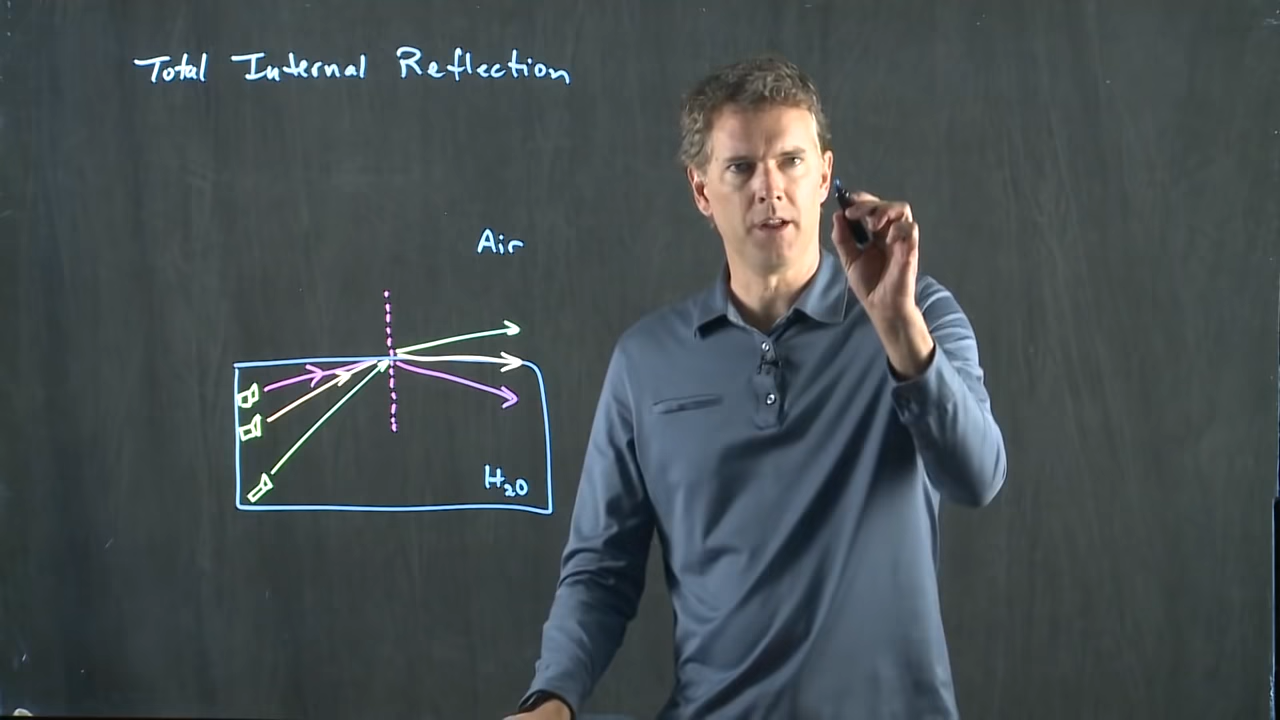 Total Internal Reflection
Air
H₂O